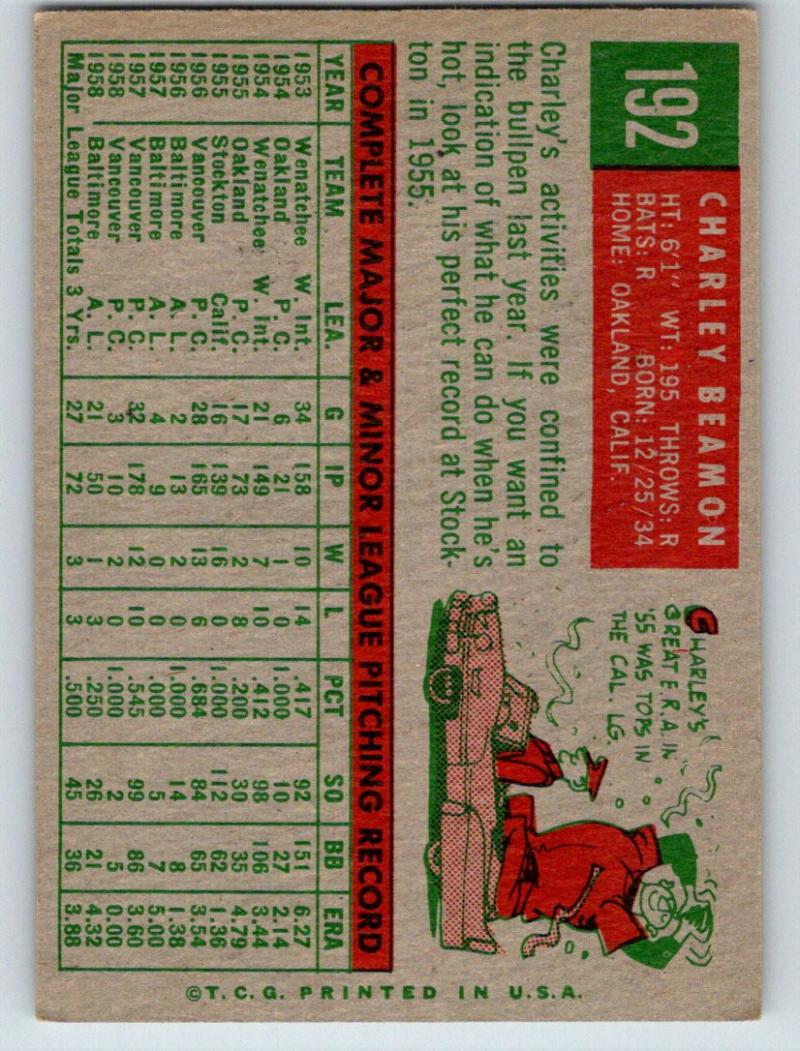 192
CHARLEY BEAMON
HT: 6'1" WT: 195 THROWS: R
BATS: R BORN: 12/25/34
HOME: OAKLAND, CALIF.
Charley's activities were confined to
the bullpen last year. If you want an
indication of what he can do when he's
hot, look at his perfect record at Stock-
ton in 1955.
CHARLEY'S
GREAT E.R.A. IN
'55 WAS TOPS IN
THE CAL. LG.
COMPLETE MAJOR & MINOR LEAGUE PITCHING RECORD
YEAR TEAM LEA. G IP W L PCT SO BB ERA
1953 Wenatchee W. Int. 34 158 10 14 .417 92 151 6.27
1954 Oakland P. C. 6 21 1 0 1.000 10 27 2.14
1954 Wenatchee W. Int. 21 149 7 10 .412 98 106 3.44
1955 Oakland P. C. 17 73 2 8 .200 30 35 4.79
1955 Stockton Calif. 16 139 16 0 1.000 112 62 1.36
1956 Vancouver P. C. 28 165 13 6 .684 84 65 3.54
1956 Baltimore A. L. 2 13 2 0 1.000 14 8 1.38
1957 Baltimore A. L. 4 9 0 0 .000 5 7 5.00
1957 Vancouver P. C. 32 178 12 10 .545 99 86 3.60
1958 Vancouver P. C. 3 10 2 0 1.000 2 5 0.00
1958 Baltimore A. L. 21 50 1 3 .250 26 21 4.32
Major League Totals 3 Yrs. 27 72 3 3 .500 45 36 3.88
©T. C. G. PRINTED IN U.S.A.